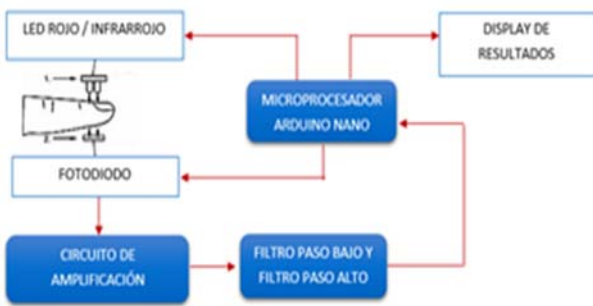 LED ROJO / INFRARROJO
DISPLAY DE
RESULTADOS
MICROPROCESADOR
ARDUINO NANO
FOTODIODO
CIRCUITO DE
AMPLIFICACIÓN
FILTRO PASO BAJO Y
FILTRO PASO ALTO